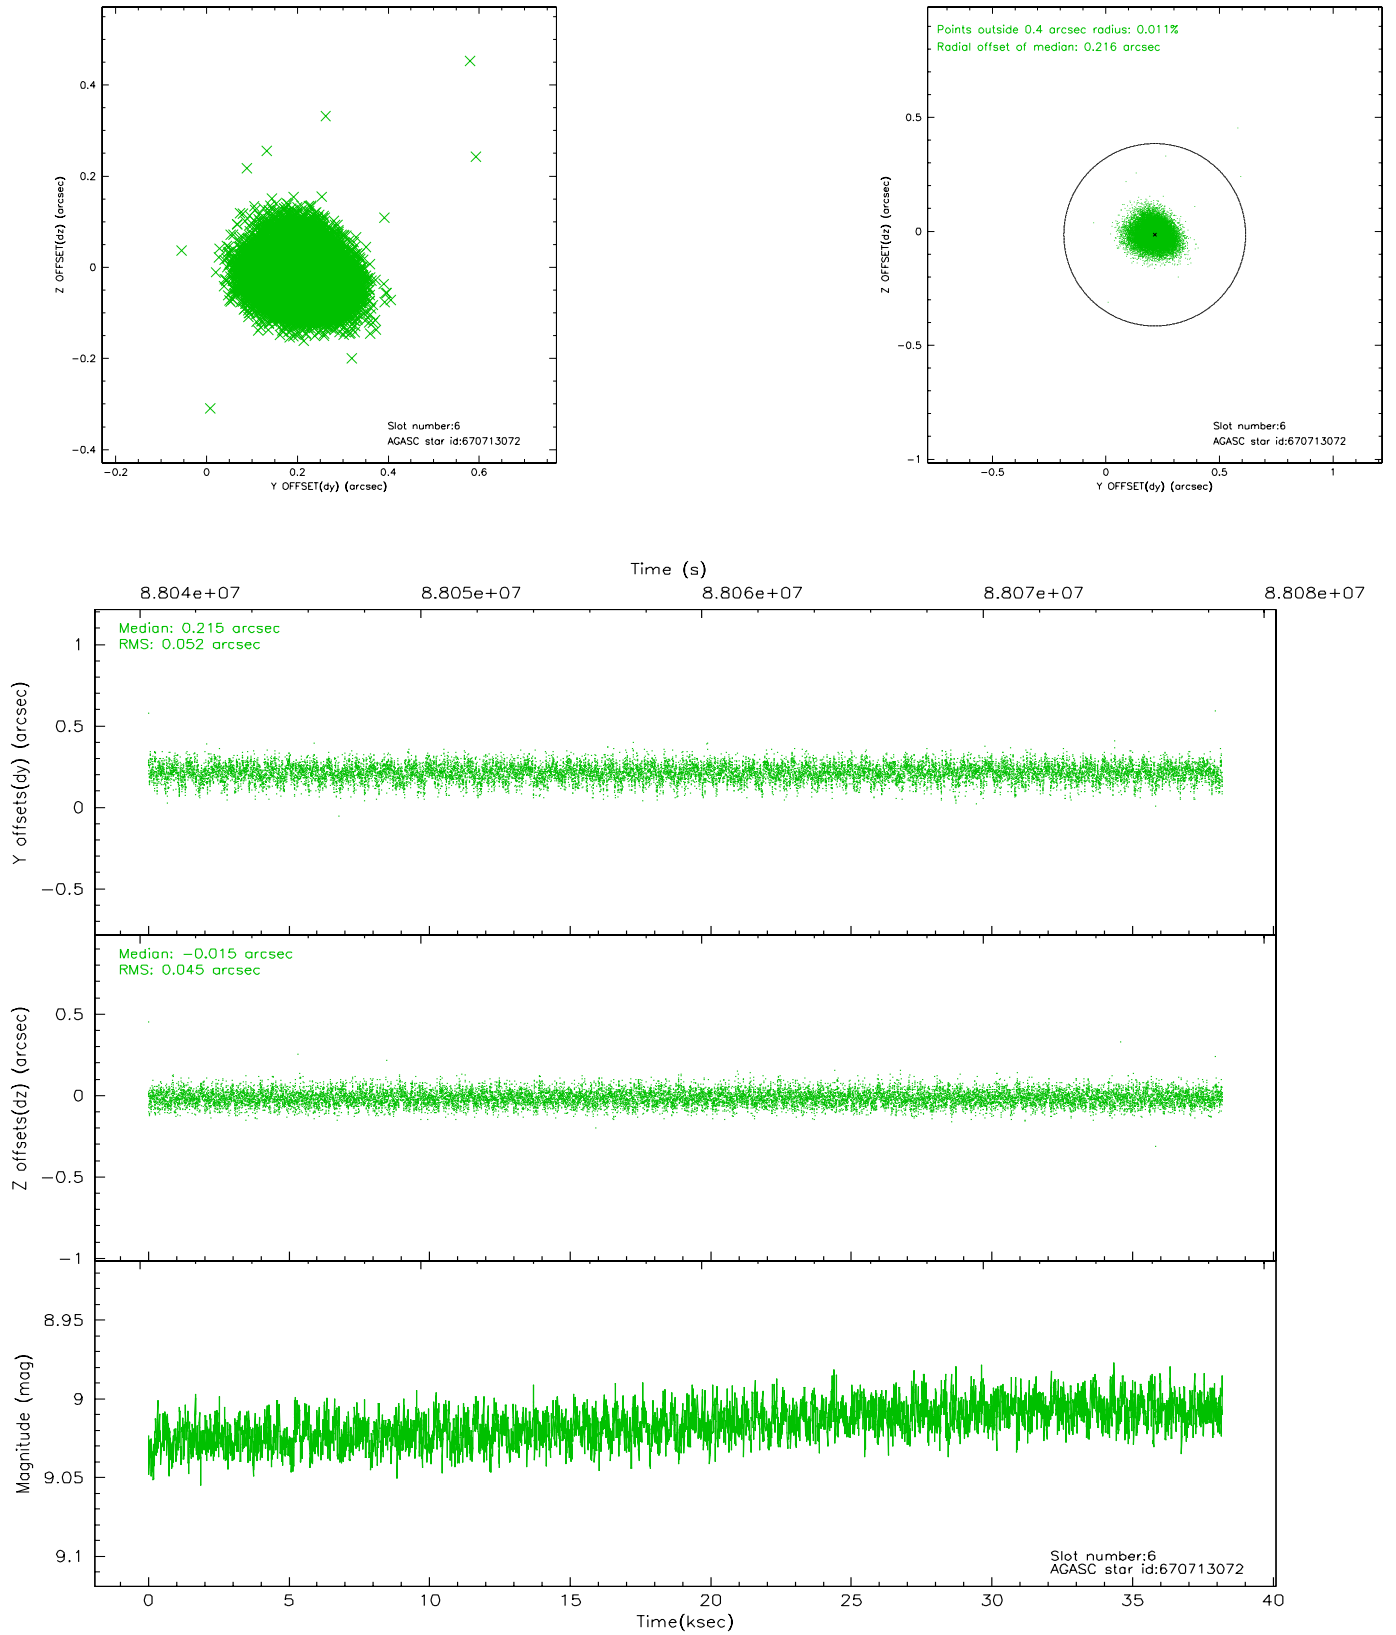 0.4
0.2
0
−0.2
−0.4
Z OFFSET(dz) (arcsec)
Slot number:6
AGASC star id:670713072
−0.2 0 0.2 0.4 0.6
Y OFFSET(dy) (arcsec)
Points outside 0.4 arcsec radius: 0.011%
Radial offset of median: 0.216 arcsec
0.5
0
−0.5
−1
Z OFFSET(dz) (arcsec)
Slot number:6
AGASC star id:670713072
−0.5 0 0.5 1
Y OFFSET(dy) (arcsec)
Time (s)
8.804e+07 8.805e+07 8.806e+07 8.807e+07 8.808e+07
Median: 0.215 arcsec
RMS: 0.052 arcsec
1
0.5
0
−0.5
Y offsets(dy) (arcsec)
Median: −0.015 arcsec
RMS: 0.045 arcsec
0.5
0
−0.5
−1
Z offsets(dz) (arcsec)
8.95
9
9.05
9.1
Magnitude (mag)
Slot number:6
AGASC star id:670713072
0 5 10 15 20 25 30 35 40
Time(ksec)